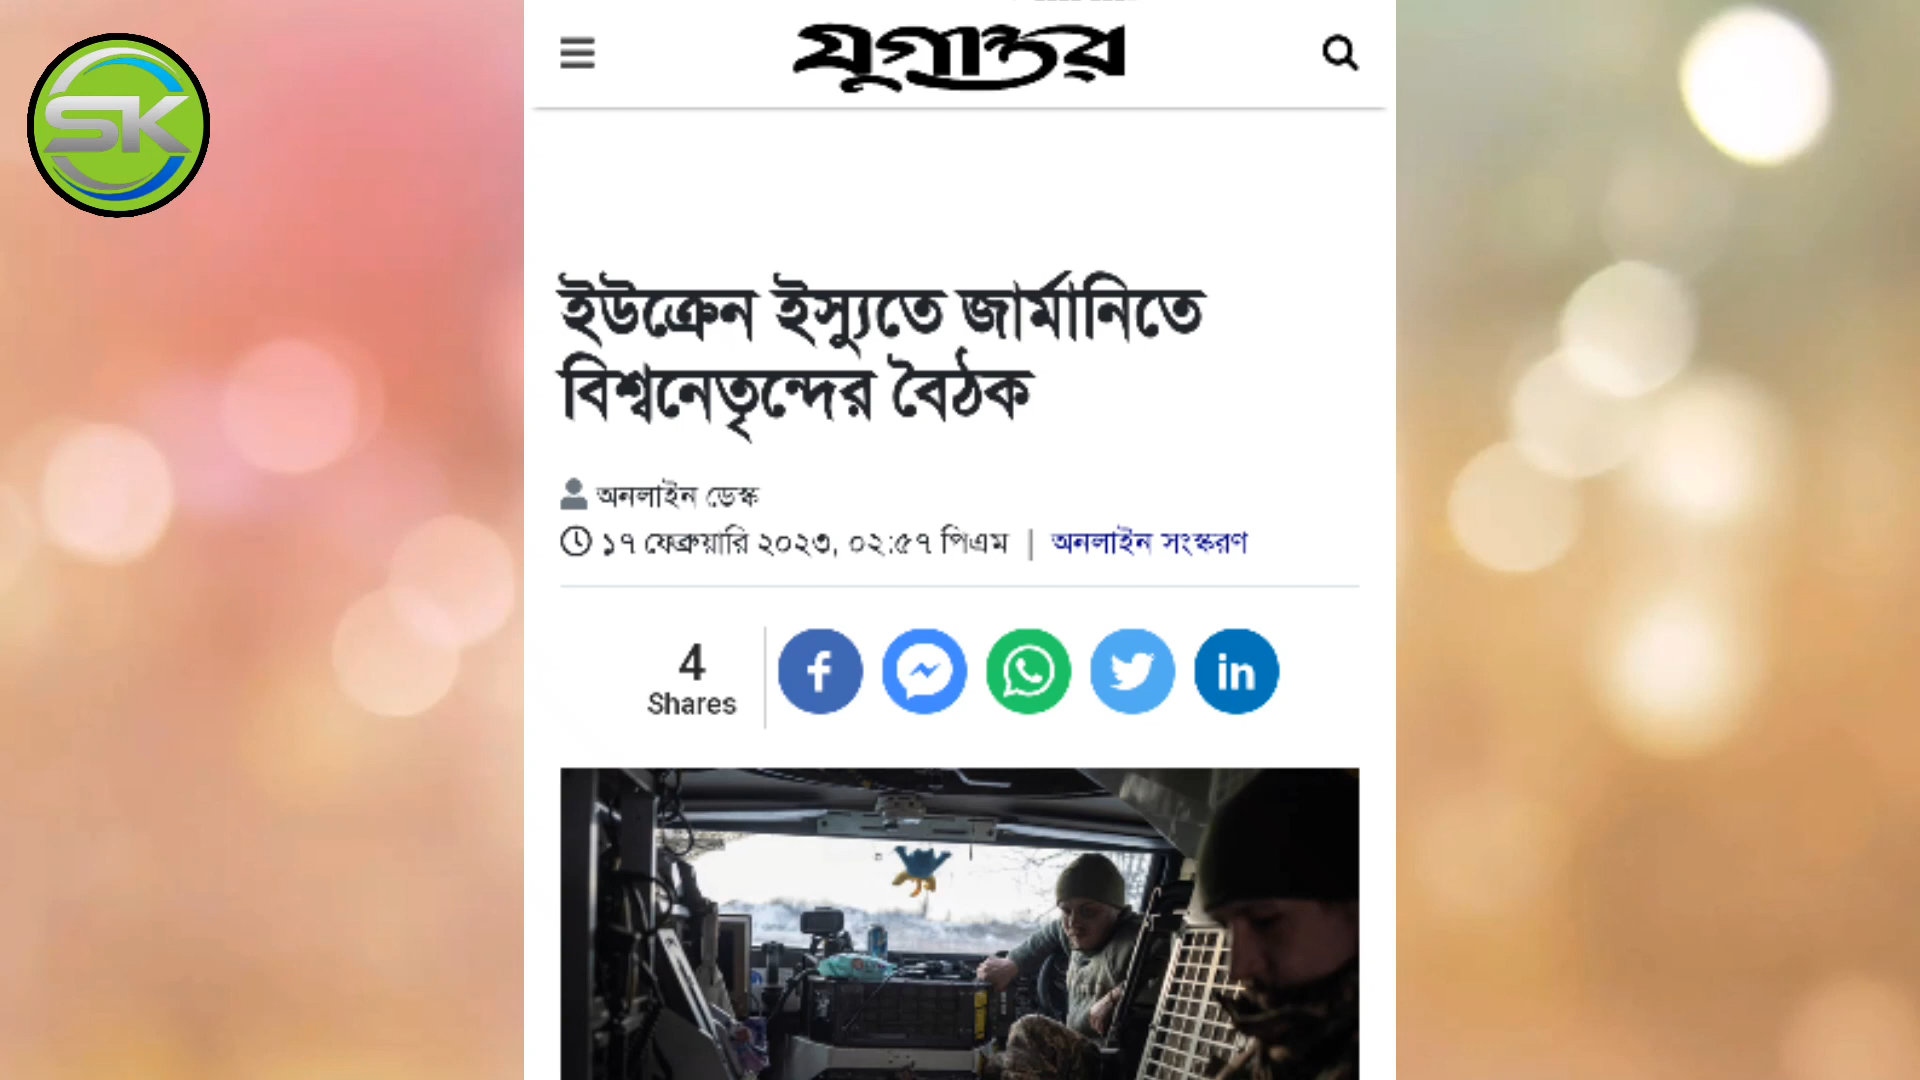 SK
যুগান্তর
ইউক্রেন ইস্যুতে জার্মানিতে
বিশ্বনেতৃন্দের বৈঠক
অনলাইন ডেস্ক
১৭ ফেব্রুয়ারি ২০২৩, ০২:৫৭ পিএম | অনলাইন সংস্করণ
4
Shares